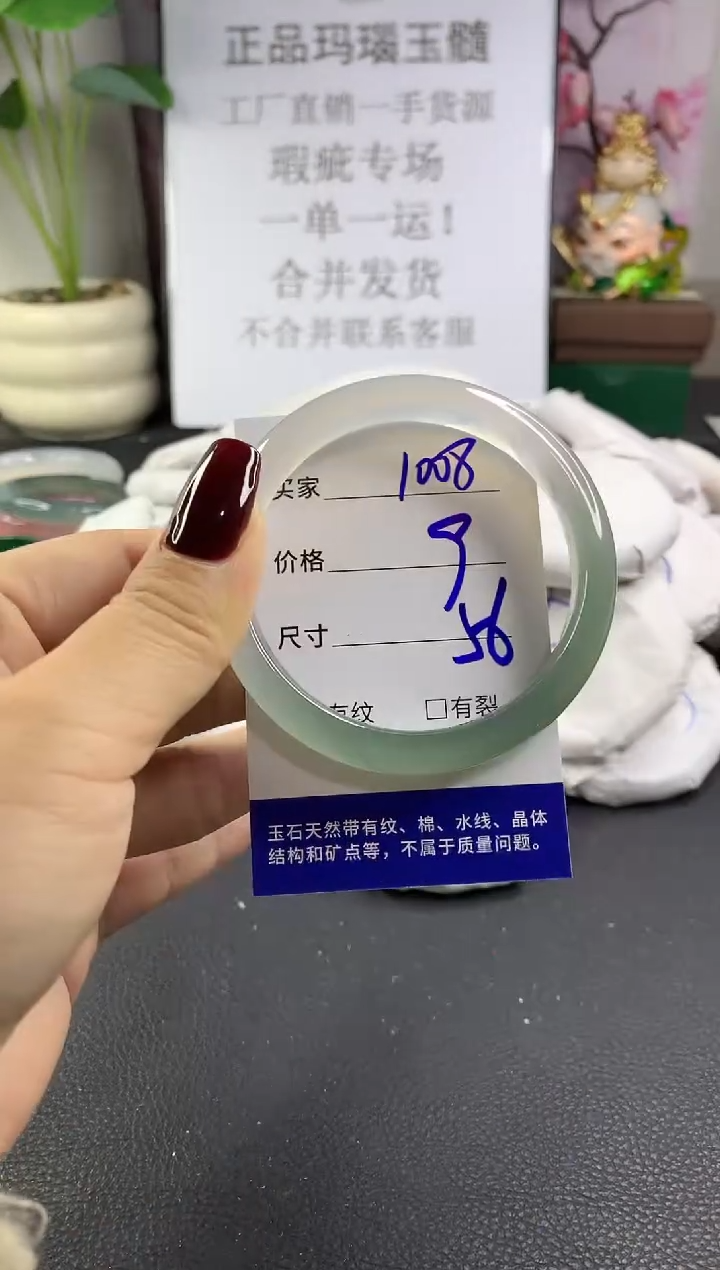 正品玛瑙玉髓
工厂直销一手货源
瑕疵专场
一单一运！
合并发货
不合并联系客服
买家 1008
价格 9
尺寸 56
有纹 □有裂
玉石天然带有纹、棉、水线、晶体
结构和矿点等，不属于质量问题。